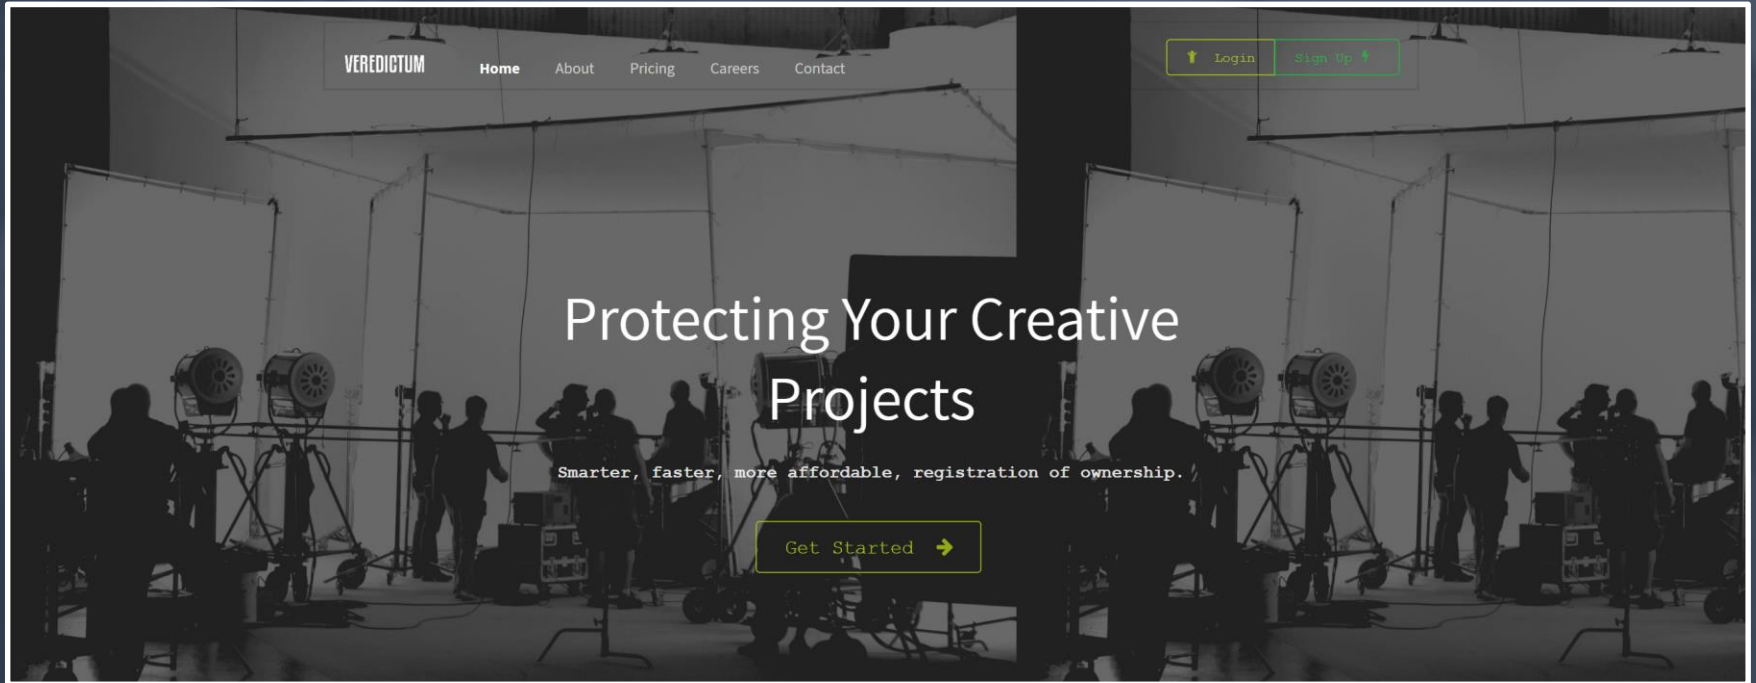 VEREDICTUM
Home About Pricing Careers Contact
Login Sign Up
Protecting Your Creative
Projects
Smarter, faster, more affordable, registration of ownership.
Get Started